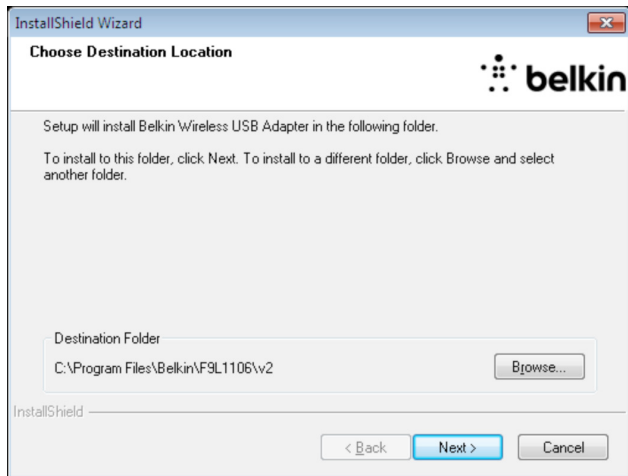 InstallShield Wizard
Choose Destination Location
belkin
Setup will install Belkin Wireless USB Adapter in the following folder.
To install to this folder, click Next. To install to a different folder, click Browse and select
another folder.
Destination Folder
C:\Program Files\Belkin\F9L1106\v2
Browse...
InstallShield
< Back
Next >
Cancel